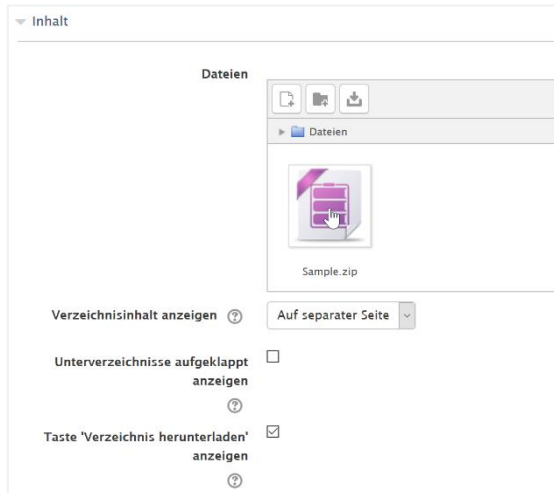 Inhalt
Dateien
Dateien
Sample.zip
Verzeichnisinhalt anzeigen
Auf separater Seite
Unterverzeichnisse aufgeklappt
anzeigen
Taste 'Verzeichnis herunterladen'
anzeigen